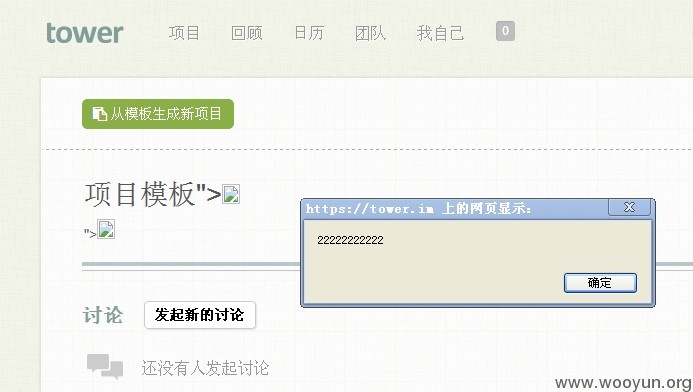 tower 项目 回顾 日历 团队 我自己 0
从模板生成新项目
项目模板">
">
https://tower.im 上的网页显示:
22222222222
确定
讨论 发起新的讨论
还没有人发起讨论
www.wooyun.org